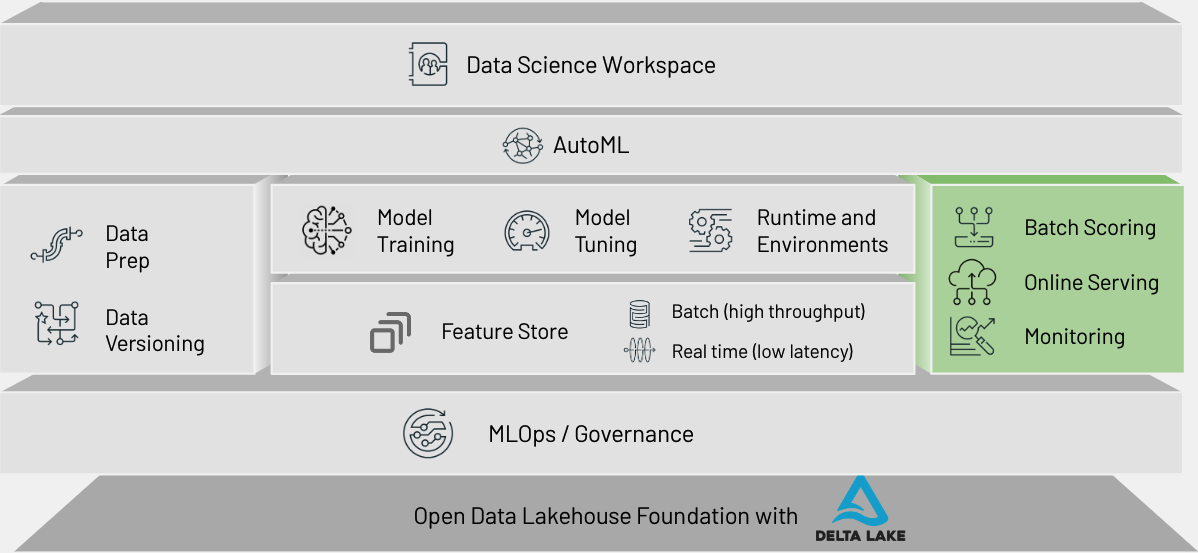 Data Science Workspace
AutoML
Data
Prep
Data
Versioning
Model
Training
Model
Tuning
Runtime and
Environments
Feature Store
Batch (high throughput)
Real time (low latency)
Batch Scoring
Online Serving
Monitoring
MLOps / Governance
Open Data Lakehouse Foundation with
DELTA LAKE